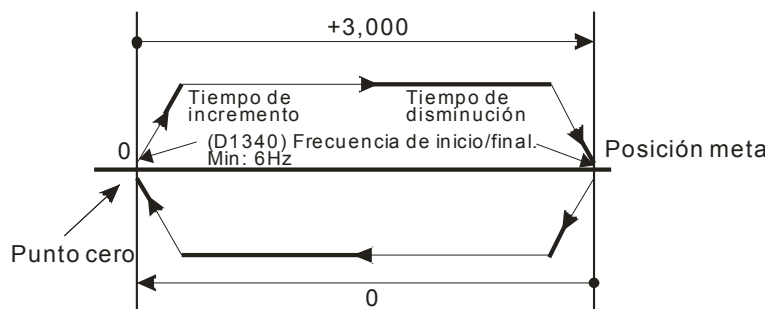 +3,000
Tiempo de
incremento
Tiempo de
disminución
0
(D1340) Frecuencia de inicio/final.
Min: 6Hz
Posición meta
Punto cero
0